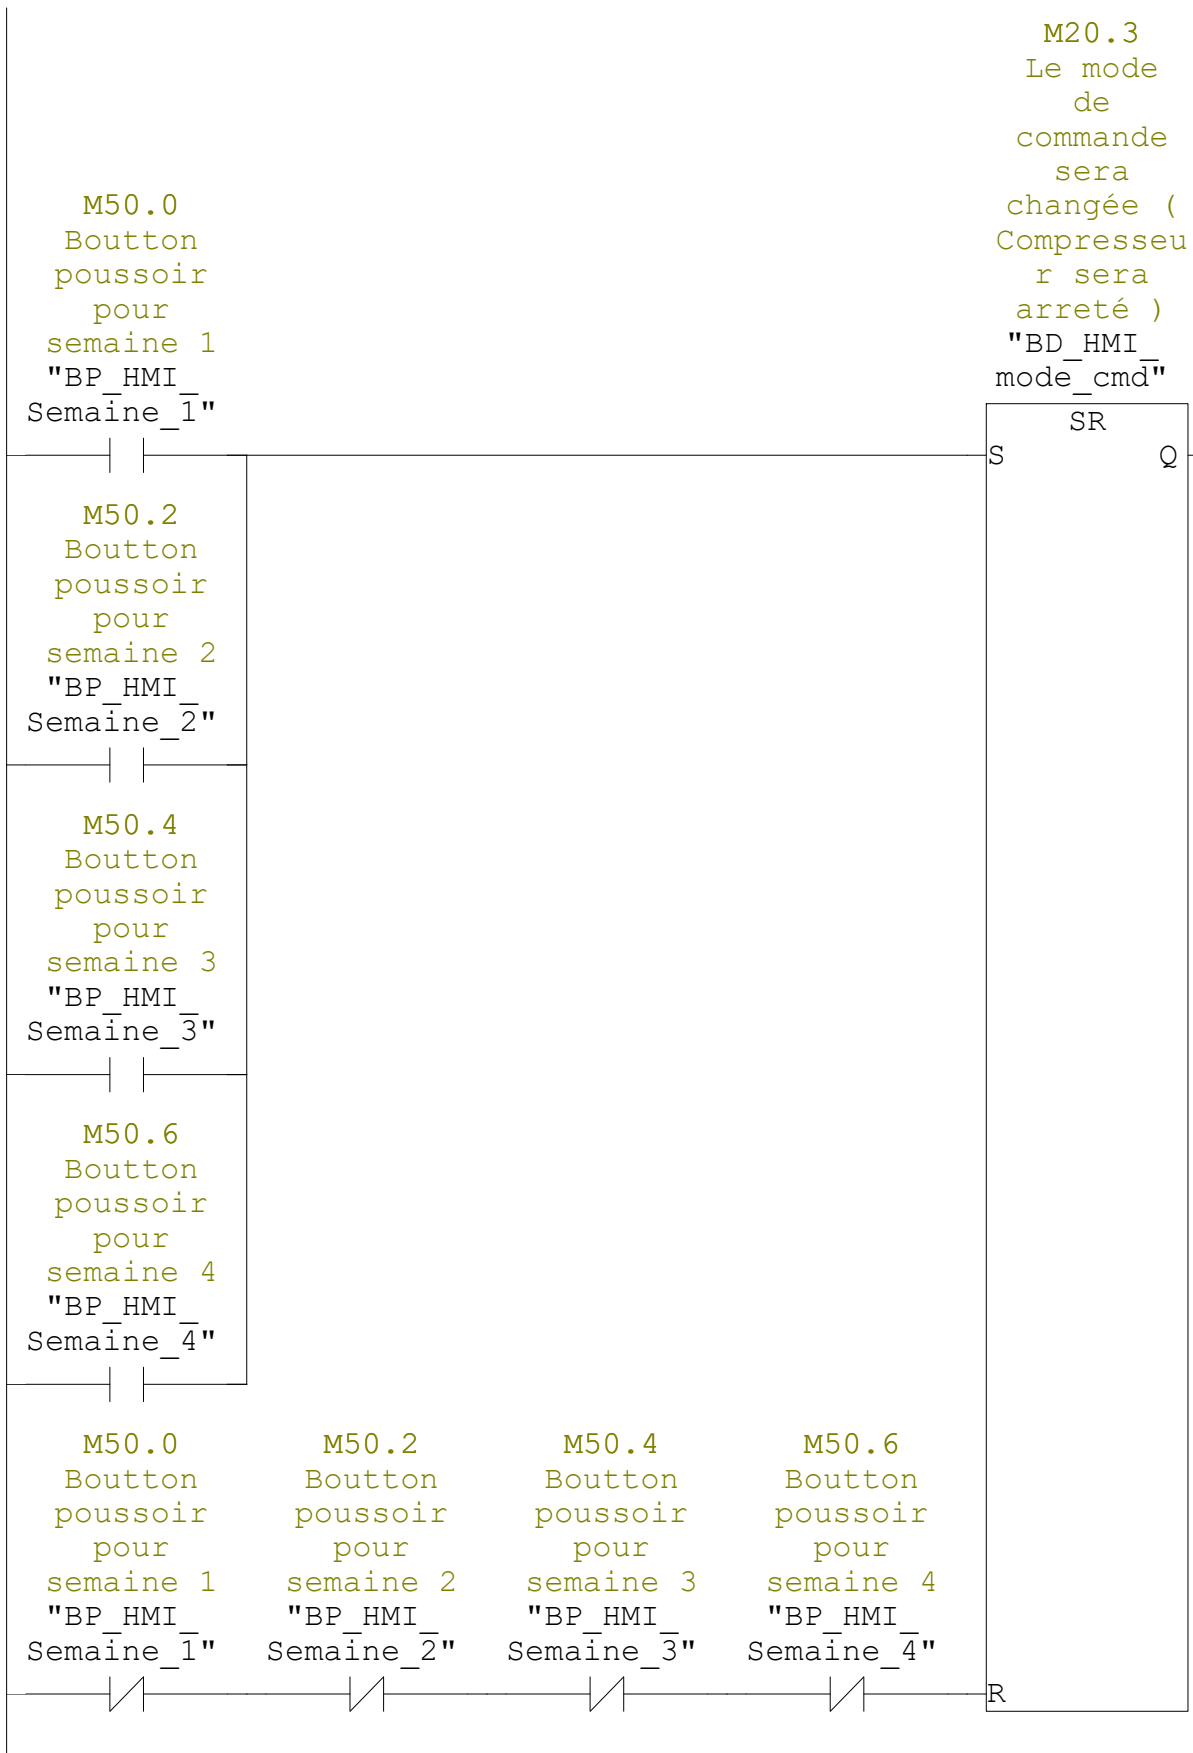 M20.3
Le mode
de
commande
sera
changée (
Compresseu
r sera
arreté )
"BD_HMI_
mode_cmd"
SR
S
Q
M50.0
Boutton
poussoir
pour
semaine 1
"BP_HMI_
Semaine_1"
M50.2
Boutton
poussoir
pour
semaine 2
"BP_HMI_
Semaine_2"
M50.4
Boutton
poussoir
pour
semaine 3
"BP_HMI_
Semaine_3"
M50.6
Boutton
poussoir
pour
semaine 4
"BP_HMI_
Semaine_4"
M50.0
Boutton
poussoir
pour
semaine 1
"BP_HMI_
Semaine_1"
M50.2
Boutton
poussoir
pour
semaine 2
"BP_HMI_
Semaine_2"
M50.4
Boutton
poussoir
pour
semaine 3
"BP_HMI_
Semaine_3"
M50.6
Boutton
poussoir
pour
semaine 4
"BP_HMI_
Semaine_4"
R